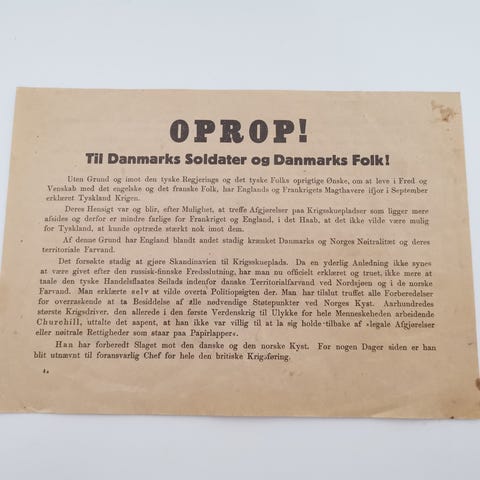 OPROP!
Til Danmarks Soldater og Danmarks Folk!
Uten Grund og imot den tyske Regjerings og det tyske Folks oprigtige Ønske, om at leve i Fred og
Venskab med det engelske og det franske Folk, har Englands og Frankrigets Magthavere ifjor i September
erklæret Tyskland Krigen.
Deres Hensigt var og blir, efter Mulighet, at treffe Afgjørelser paa Krigsskuepladser som ligger mere
afsides og derfor er mindre farlige for Frankriget og England, i det Haab, at det ikke vilde være mulig
for Tyskland, at kunde optræde stærkt nok imot dem.
Af denne Grund har England blandt andet stadig krænket Danmarks og Norges Nøitralitæt og deres
territoriale Farvand.
Det forsøkte stadig at gjøre Skandinavien til Krigsskueplads. Da en yderlig Anledning ikke synes
at være givet efter den russisk-finnske Fredsslutning, har man nu officielt erklæret og truet, ikke mere at
taale den tyske Handelsflaates Seilads indenfor danske Territorialfarvand ved Nordsjøen og i de norske
Farvand. Man erklærte selv at vilde overta Politiopsigten der. Man har tilslut truffet alle Forberedelser
for overraskende at ta Besiddelse af alle nødvendige Støtepunkter ved Norges Kyst. Aarhundredes
største Krigsdriver, den allerede i den første Verdenskrig til Ulykke for hele Menneskeheden arbeidende
Churchill, uttalte det aapent, at han ikke var villig til at la sig holde tilbake af »legale Afgjørelser
eller nøitrale Rettigheder som staar paa Papirlapper«.
Han har forberedt Slaget mot den danske og den norske Kyst. For nogen Dager siden er han
blit utnævnt til foransvarlig Chef for hele den britiske Krigsføring.